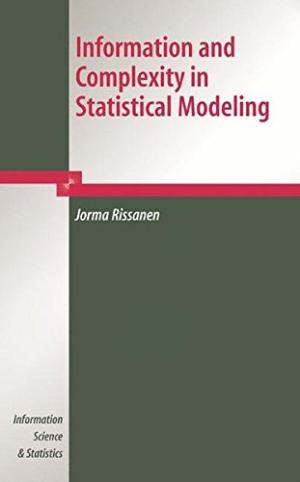 Information and
Complexity in
Statistical Modeling
Jorma Rissanen
Information
Science
& Statistics